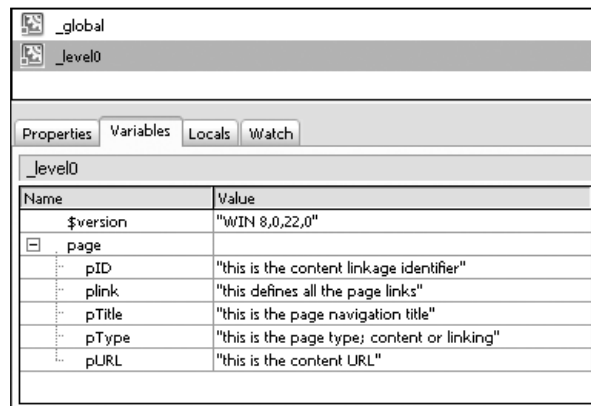 _global
_level0
Properties Variables Locals Watch
_level0
Name Value
$version "WIN 8,0,22,0"
page
pID "this is the content linkage identifier"
plink "this defines all the page links"
pTitle "this is the page navigation title"
pType "this is the page type; content or linking"
pURL "this is the content URL"